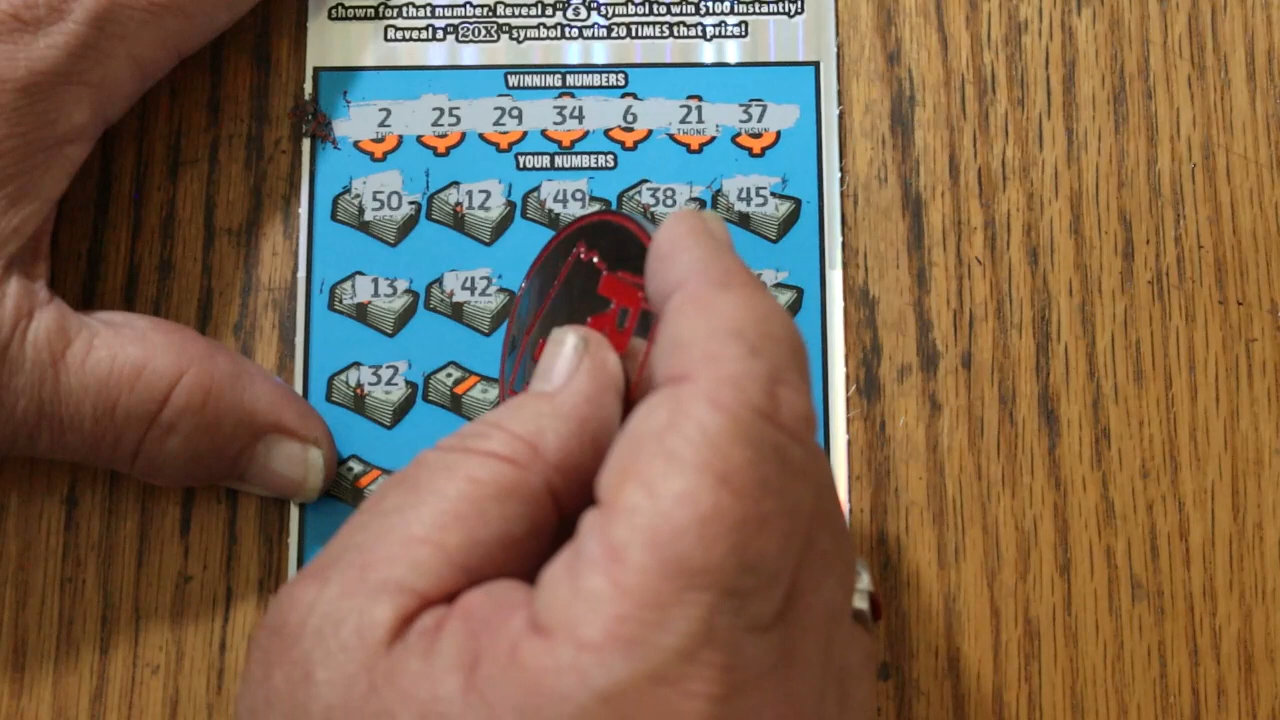 shown for that number. Reveal a " $ " symbol to win $100 instantly!
Reveal a " 20X " symbol to win 20 TIMES that prize!
WINNING NUMBERS
2 25 29 34 6 21 37
THONE THSVN
YOUR NUMBERS
50 12 49 38 45
13 42
32